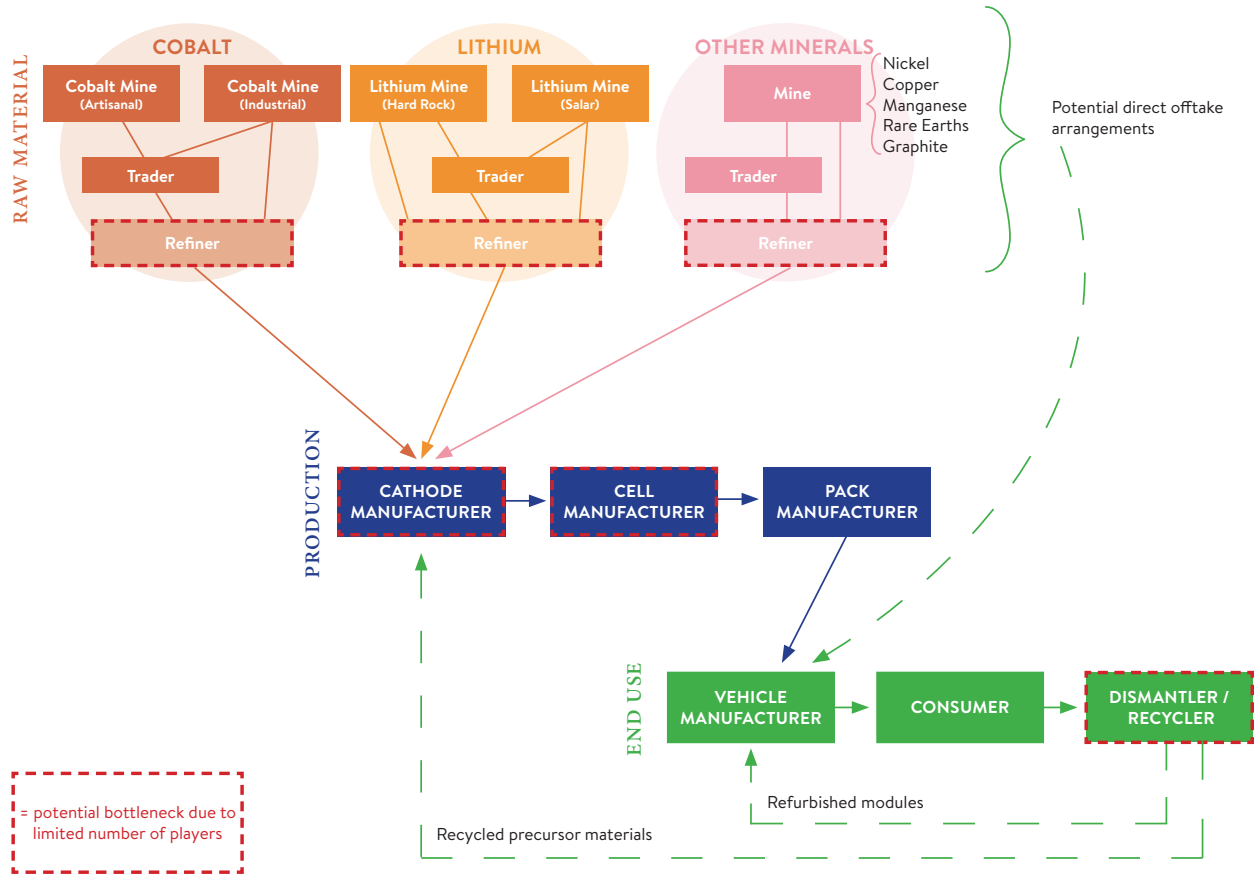 RAW MATERIAL
COBALT
Cobalt Mine
(Artisanal)
Cobalt Mine
(Industrial)
Trader
Refiner
LITHIUM
Lithium Mine
(Hard Rock)
Lithium Mine
(Salar)
Trader
Refiner
OTHER MINERALS
Mine
Nickel
Copper
Manganese
Rare Earths
Graphite
Trader
Refiner
Potential direct offtake
arrangements
PRODUCTION
CATHODE
MANUFACTURER
CELL
MANUFACTURER
PACK
MANUFACTURER
END USE
VEHICLE
MANUFACTURER
CONSUMER
DISMANTLER /
RECYCLER
Refurbished modules
Recycled precursor materials
= potential bottleneck due to
limited number of players